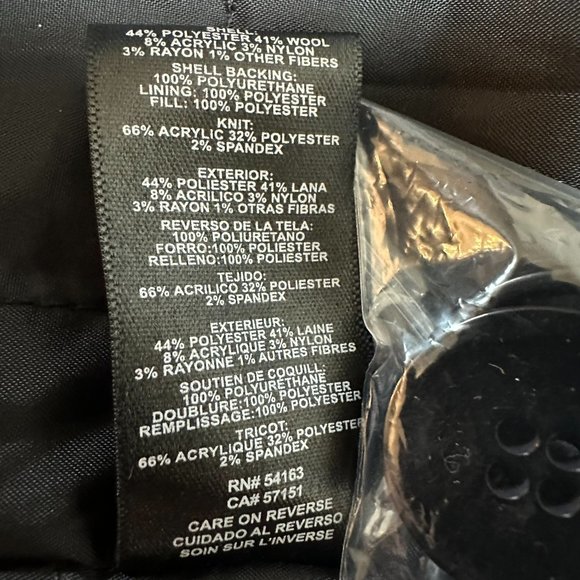 SHELL:
44% POLYESTER 41% WOOL
8% ACRYLIC 3% NYLON
3% RAYON 1% OTHER FIBERS
SHELL BACKING:
100% POLYURETHANE
LINING: 100% POLYESTER
FILL: 100% POLYESTER
KNIT:
66% ACRYLIC 32% POLYESTER
2% SPANDEX
EXTERIOR:
44% POLIESTER 41% LANA
8% ACRILICO 3% NYLON
3% RAYON 1% OTRAS FIBRAS
REVERSO DE LA TELA:
100% POLIURETANO
FORRO:100% POLIESTER
RELLENO:100% POLIESTER
TEJIDO:
66% ACRILICO 32% POLIESTER
2% SPANDEX
EXTERIEUR:
44% POLYESTER 41% LAINE
8% ACRYLIQUE 3% NYLON
3% RAYONNE 1% AUTRES FIBRES
SOUTIEN DE COQUILL:
100% POLYURÉTHANE
DOUBLURE:100% POLYESTER
REMPLISSAGE:100% POLYESTER
TRICOT:
66% ACRYLIQUE 32% POLYESTER
2% SPANDEX
RN# 54163
CA# 57151
CARE ON REVERSE
CUIDADO AL REVERSO
SOIN SUR L'INVERSE